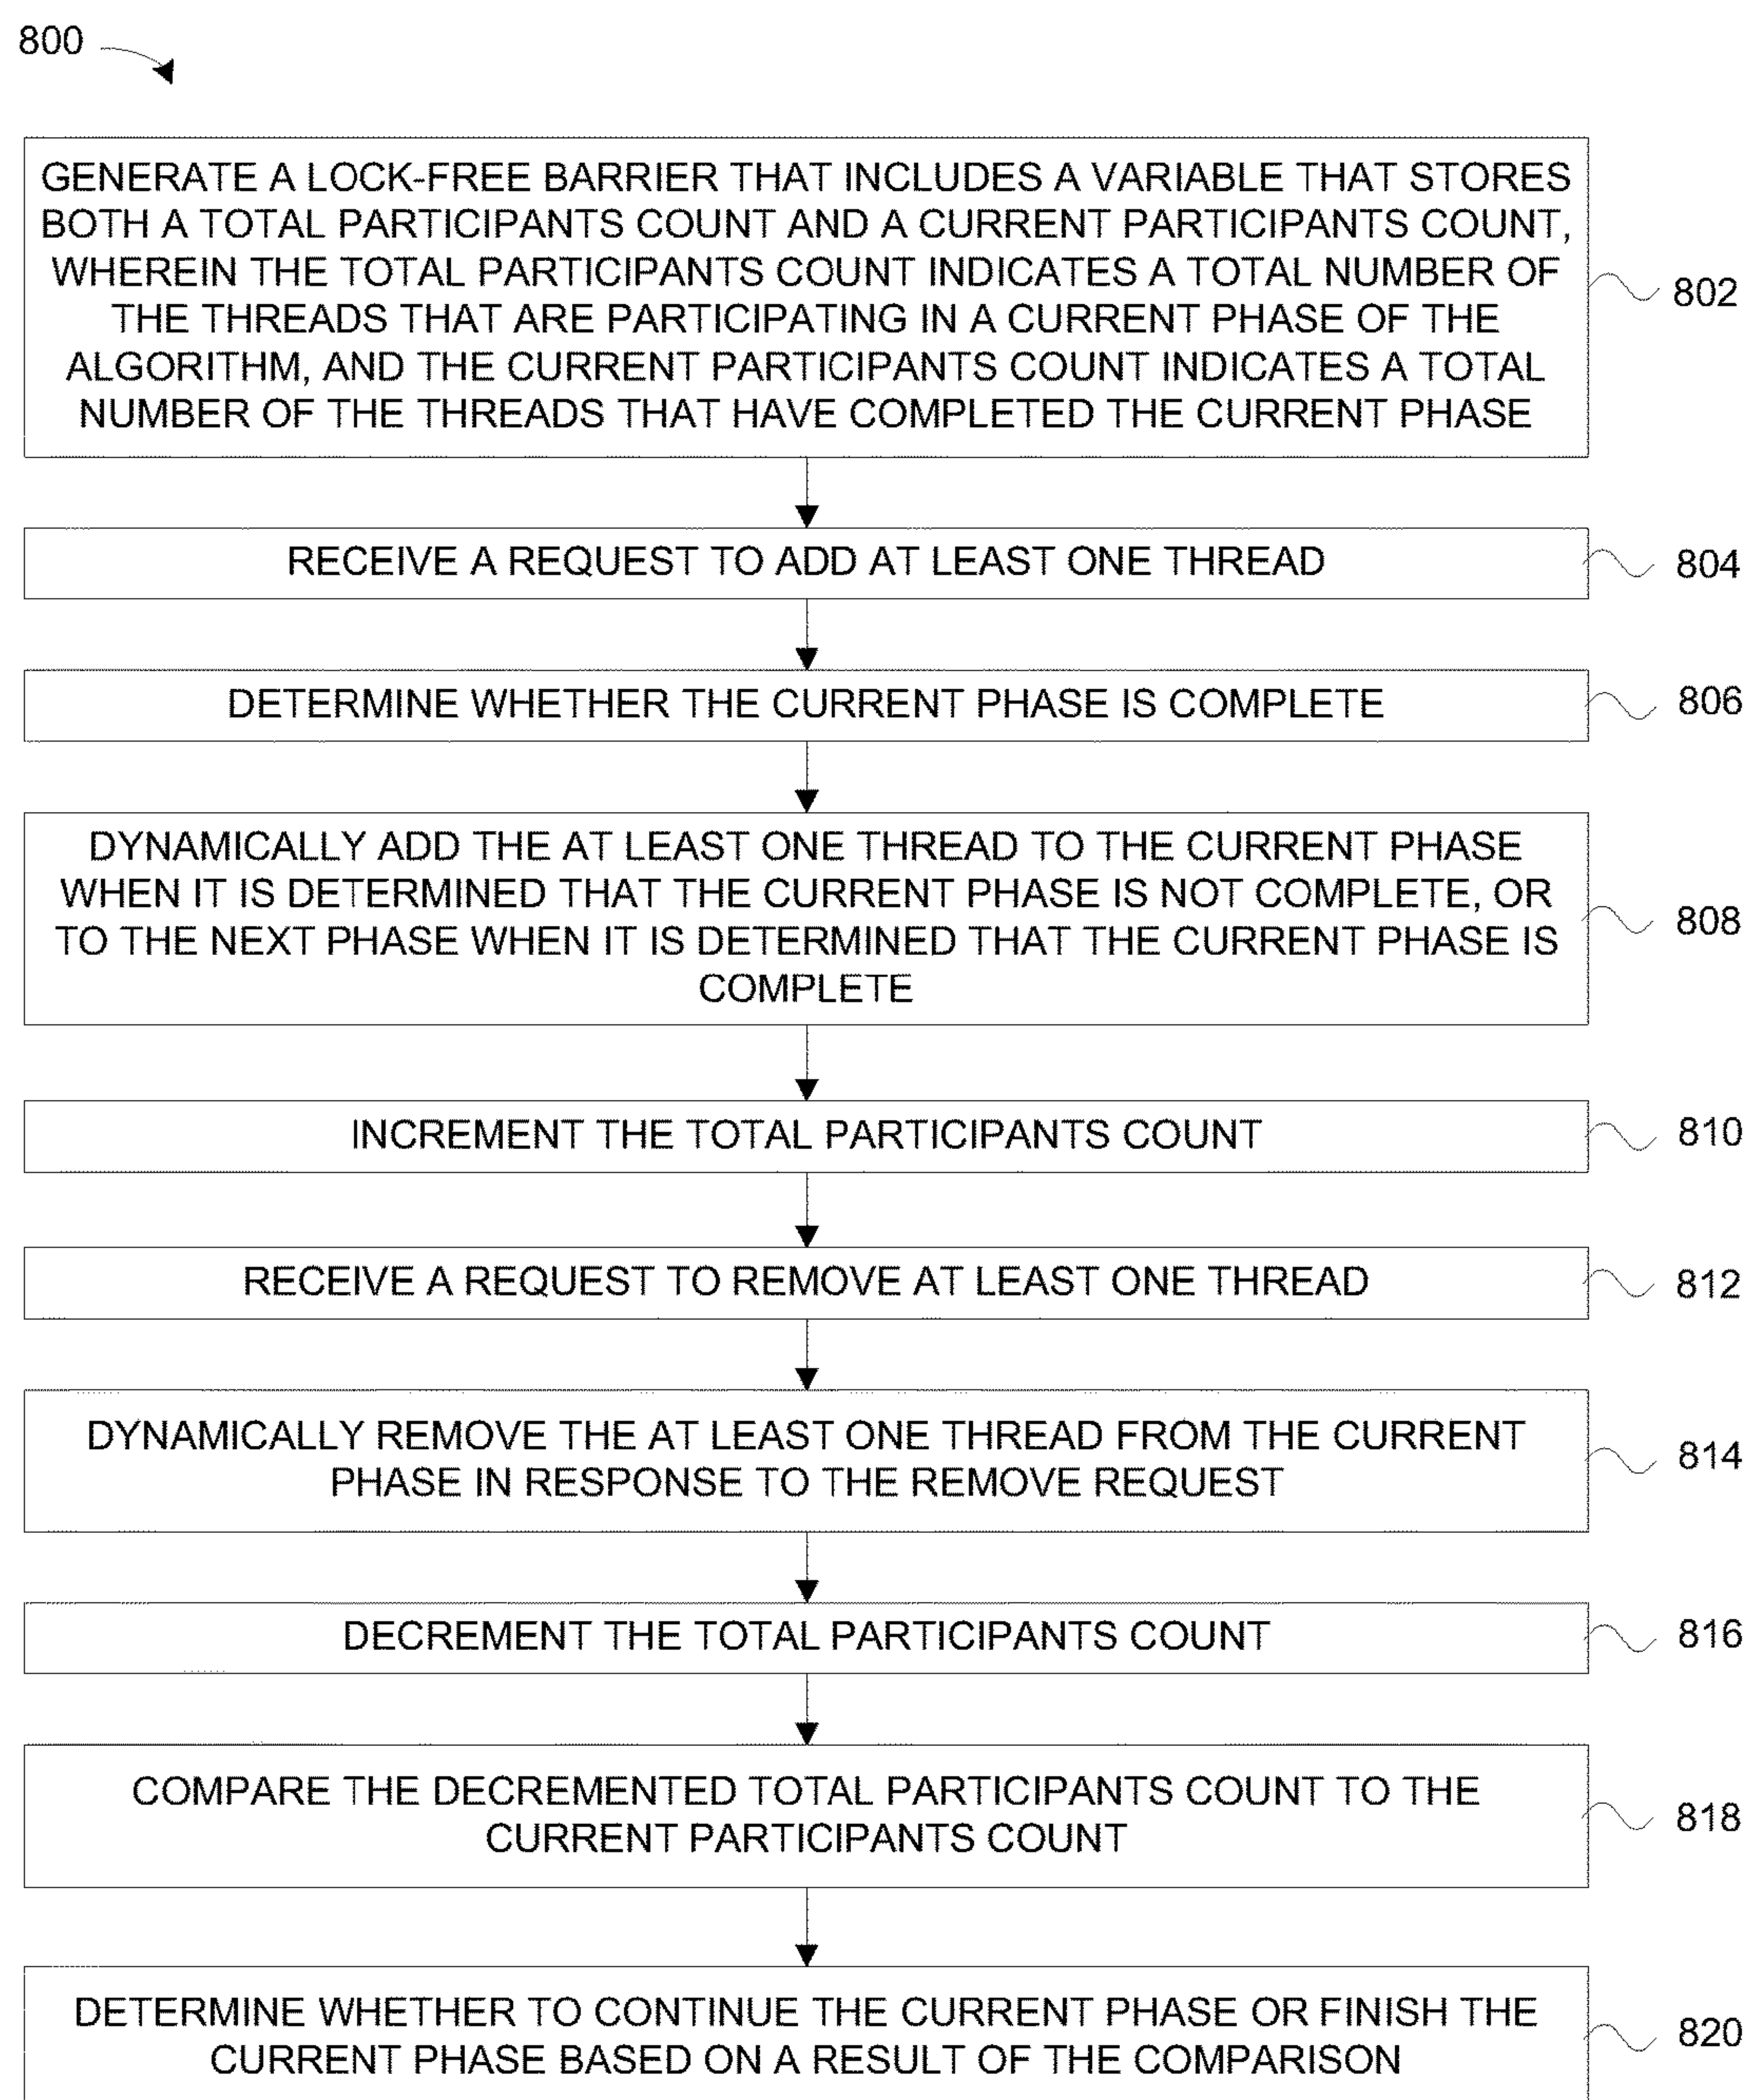 800
GENERATE A LOCK-FREE BARRIER THAT INCLUDES A VARIABLE THAT STORES
BOTH A TOTAL PARTICIPANTS COUNT AND A CURRENT PARTICIPANTS COUNT,
WHEREIN THE TOTAL PARTICIPANTS COUNT INDICATES A TOTAL NUMBER OF
THE THREADS THAT ARE PARTICIPATING IN A CURRENT PHASE OF THE
ALGORITHM, AND THE CURRENT PARTICIPANTS COUNT INDICATES A TOTAL
NUMBER OF THE THREADS THAT HAVE COMPLETED THE CURRENT PHASE
802
RECEIVE A REQUEST TO ADD AT LEAST ONE THREAD
804
DETERMINE WHETHER THE CURRENT PHASE IS COMPLETE
806
DYNAMICALLY ADD THE AT LEAST ONE THREAD TO THE CURRENT PHASE
WHEN IT IS DETERMINED THAT THE CURRENT PHASE IS NOT COMPLETE, OR
TO THE NEXT PHASE WHEN IT IS DETERMINED THAT THE CURRENT PHASE IS
COMPLETE
808
INCREMENT THE TOTAL PARTICIPANTS COUNT
810
RECEIVE A REQUEST TO REMOVE AT LEAST ONE THREAD
812
DYNAMICALLY REMOVE THE AT LEAST ONE THREAD FROM THE CURRENT
PHASE IN RESPONSE TO THE REMOVE REQUEST
814
DECREMENT THE TOTAL PARTICIPANTS COUNT
816
COMPARE THE DECREMENTED TOTAL PARTICIPANTS COUNT TO THE
CURRENT PARTICIPANTS COUNT
818
DETERMINE WHETHER TO CONTINUE THE CURRENT PHASE OR FINISH THE
CURRENT PHASE BASED ON A RESULT OF THE COMPARISON
820